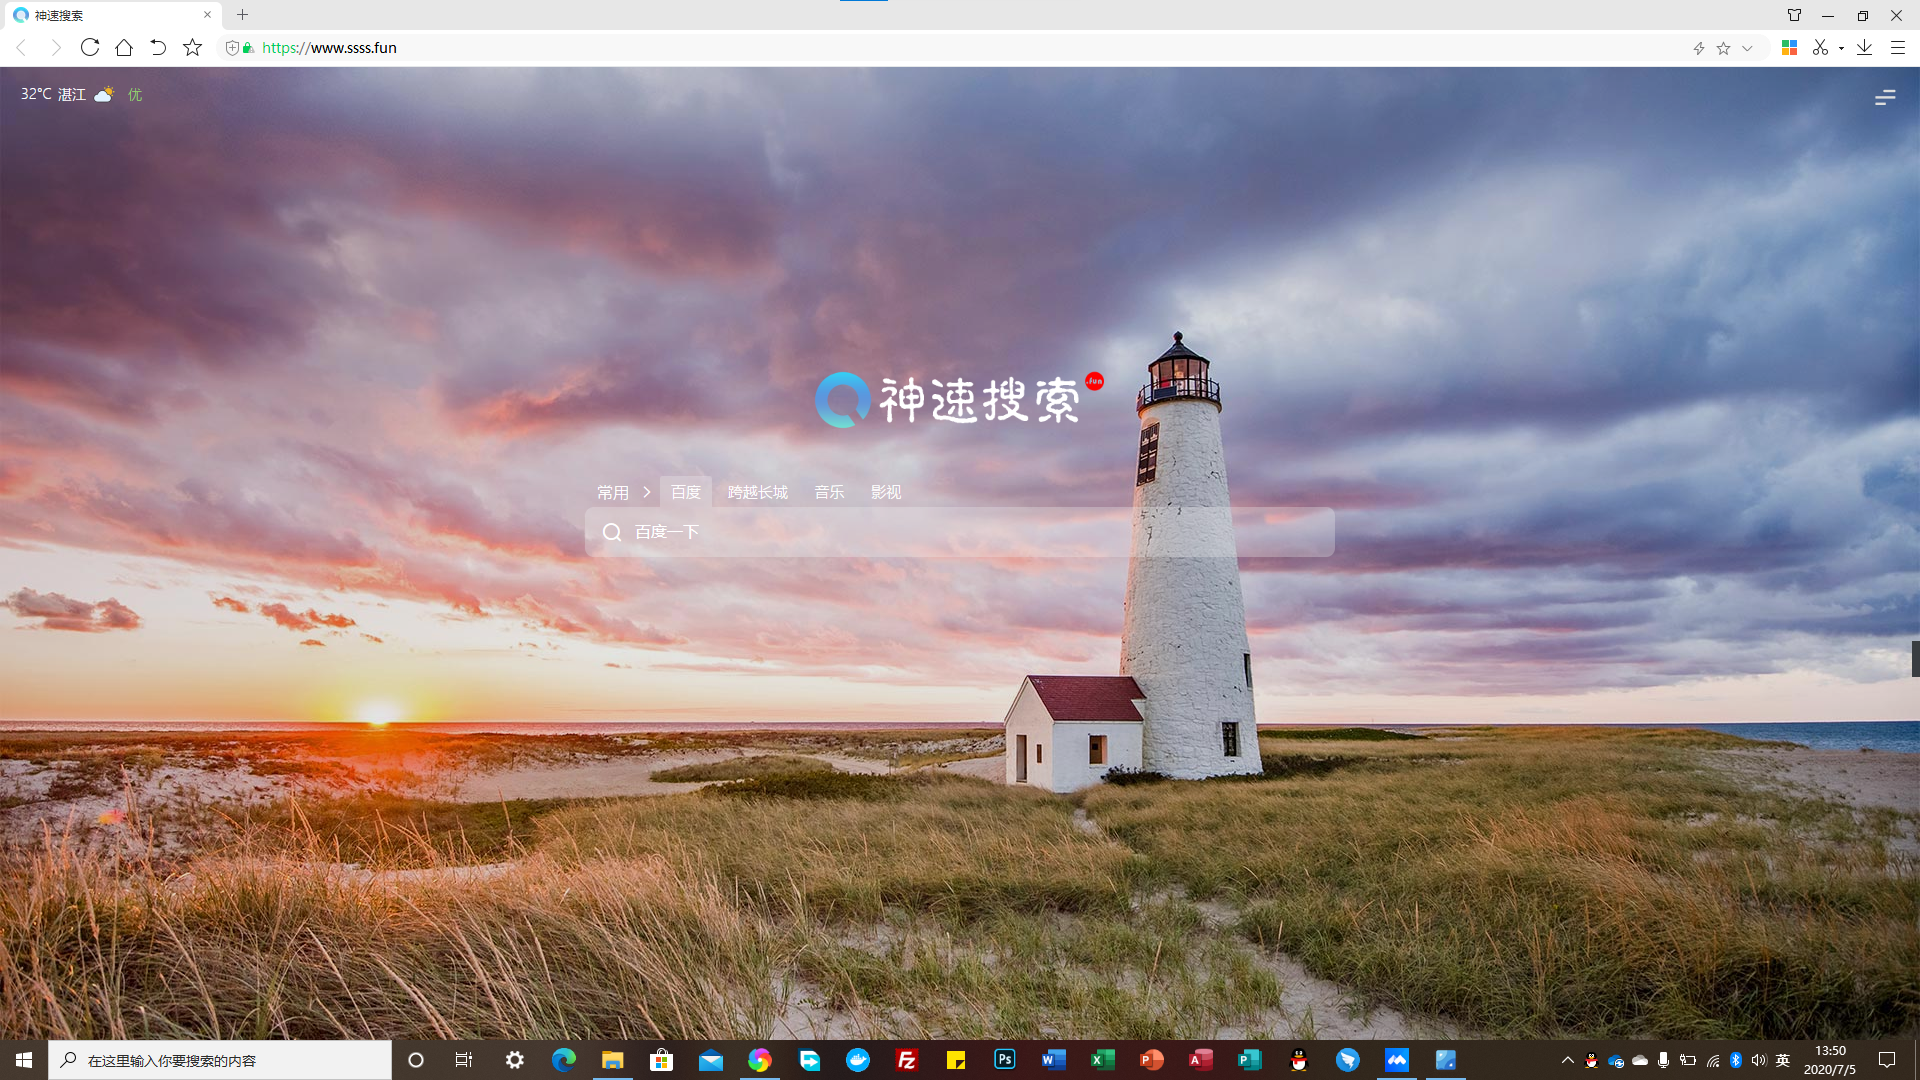 神速搜索
https://www.ssss.fun
32°C 湛江 优
神速搜索 .fun
常用 百度 跨越长城 音乐 影视
百度一下
在这里输入你要搜索的内容
Ps
W
X
P
A
P
英
13:50
2020/7/5